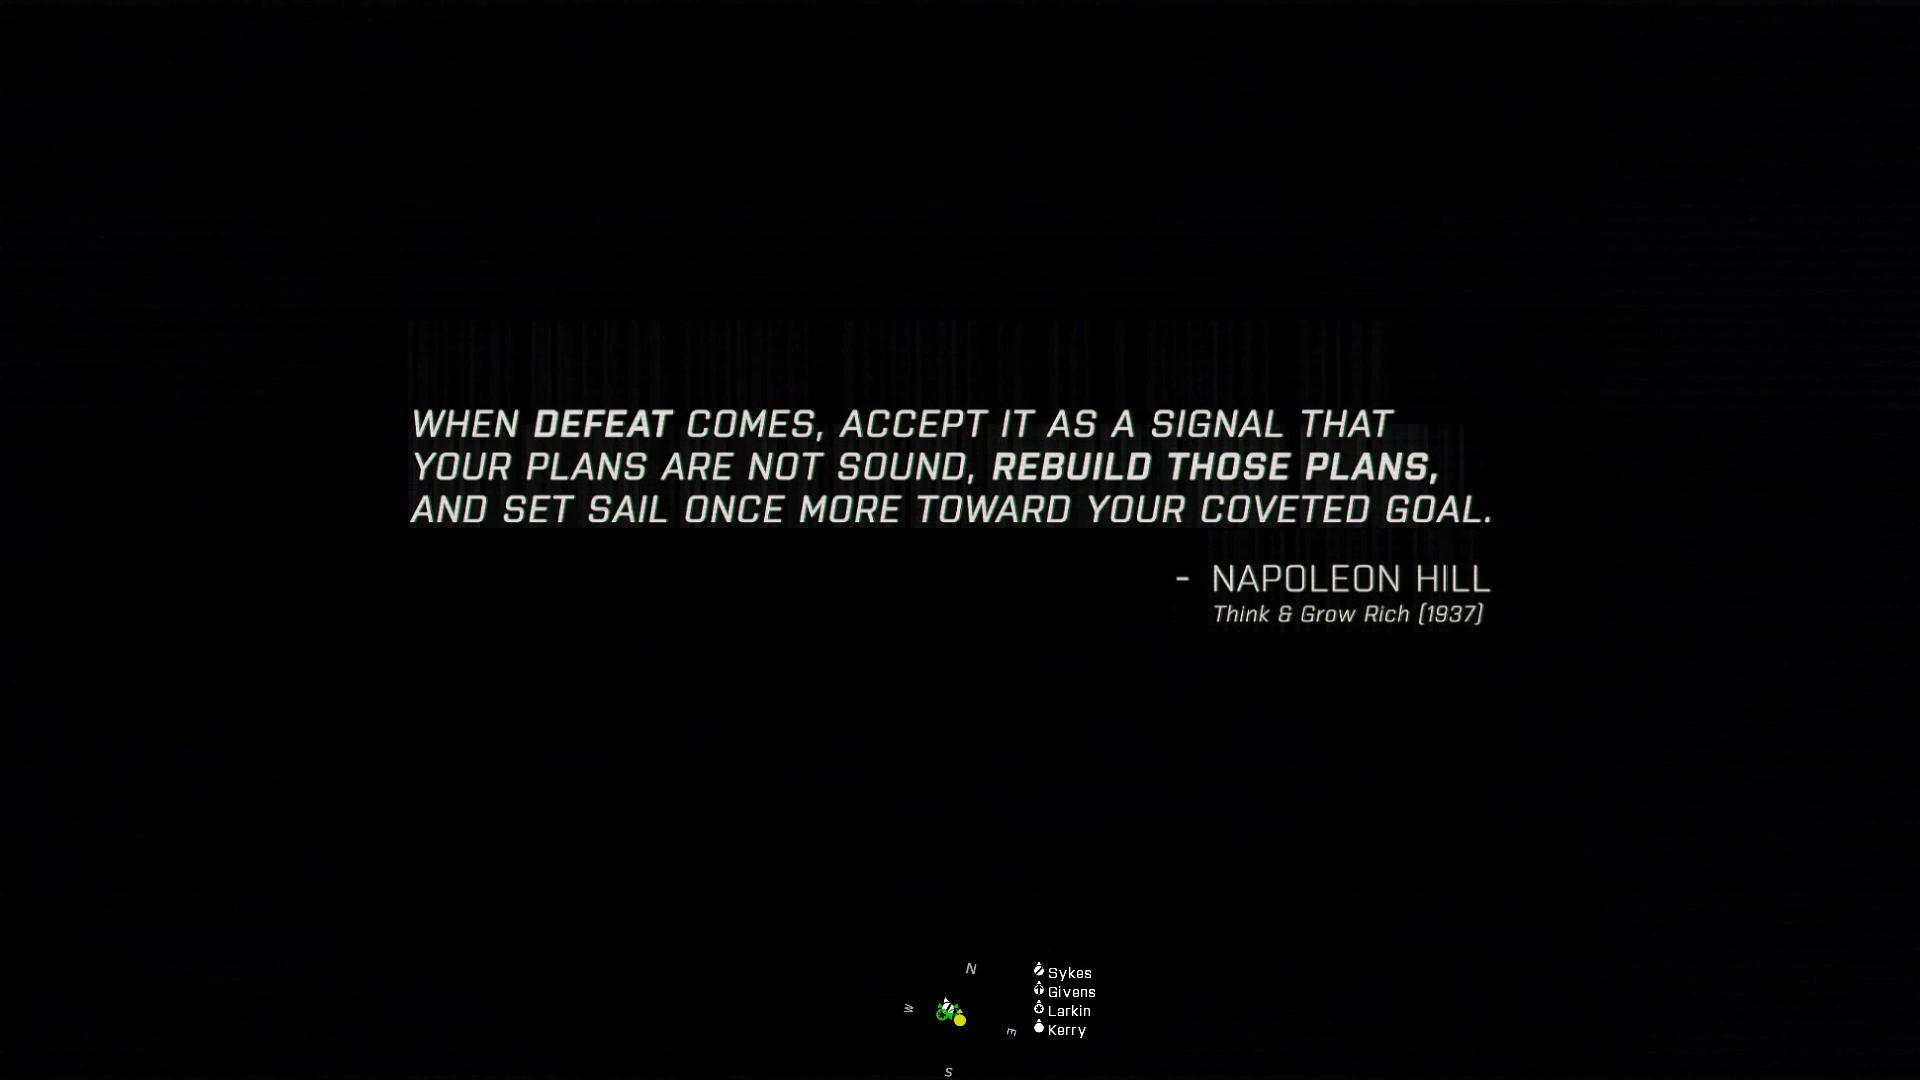 WHEN DEFEAT COMES, ACCEPT IT AS A SIGNAL THAT
YOUR PLANS ARE NOT SOUND, REBUILD THOSE PLANS,
AND SET SAIL ONCE MORE TOWARD YOUR COVETED GOAL.
- NAPOLEON HILL
Think & Grow Rich (1937)
N
W
E
S
Sykes
Givens
Larkin
Kerry